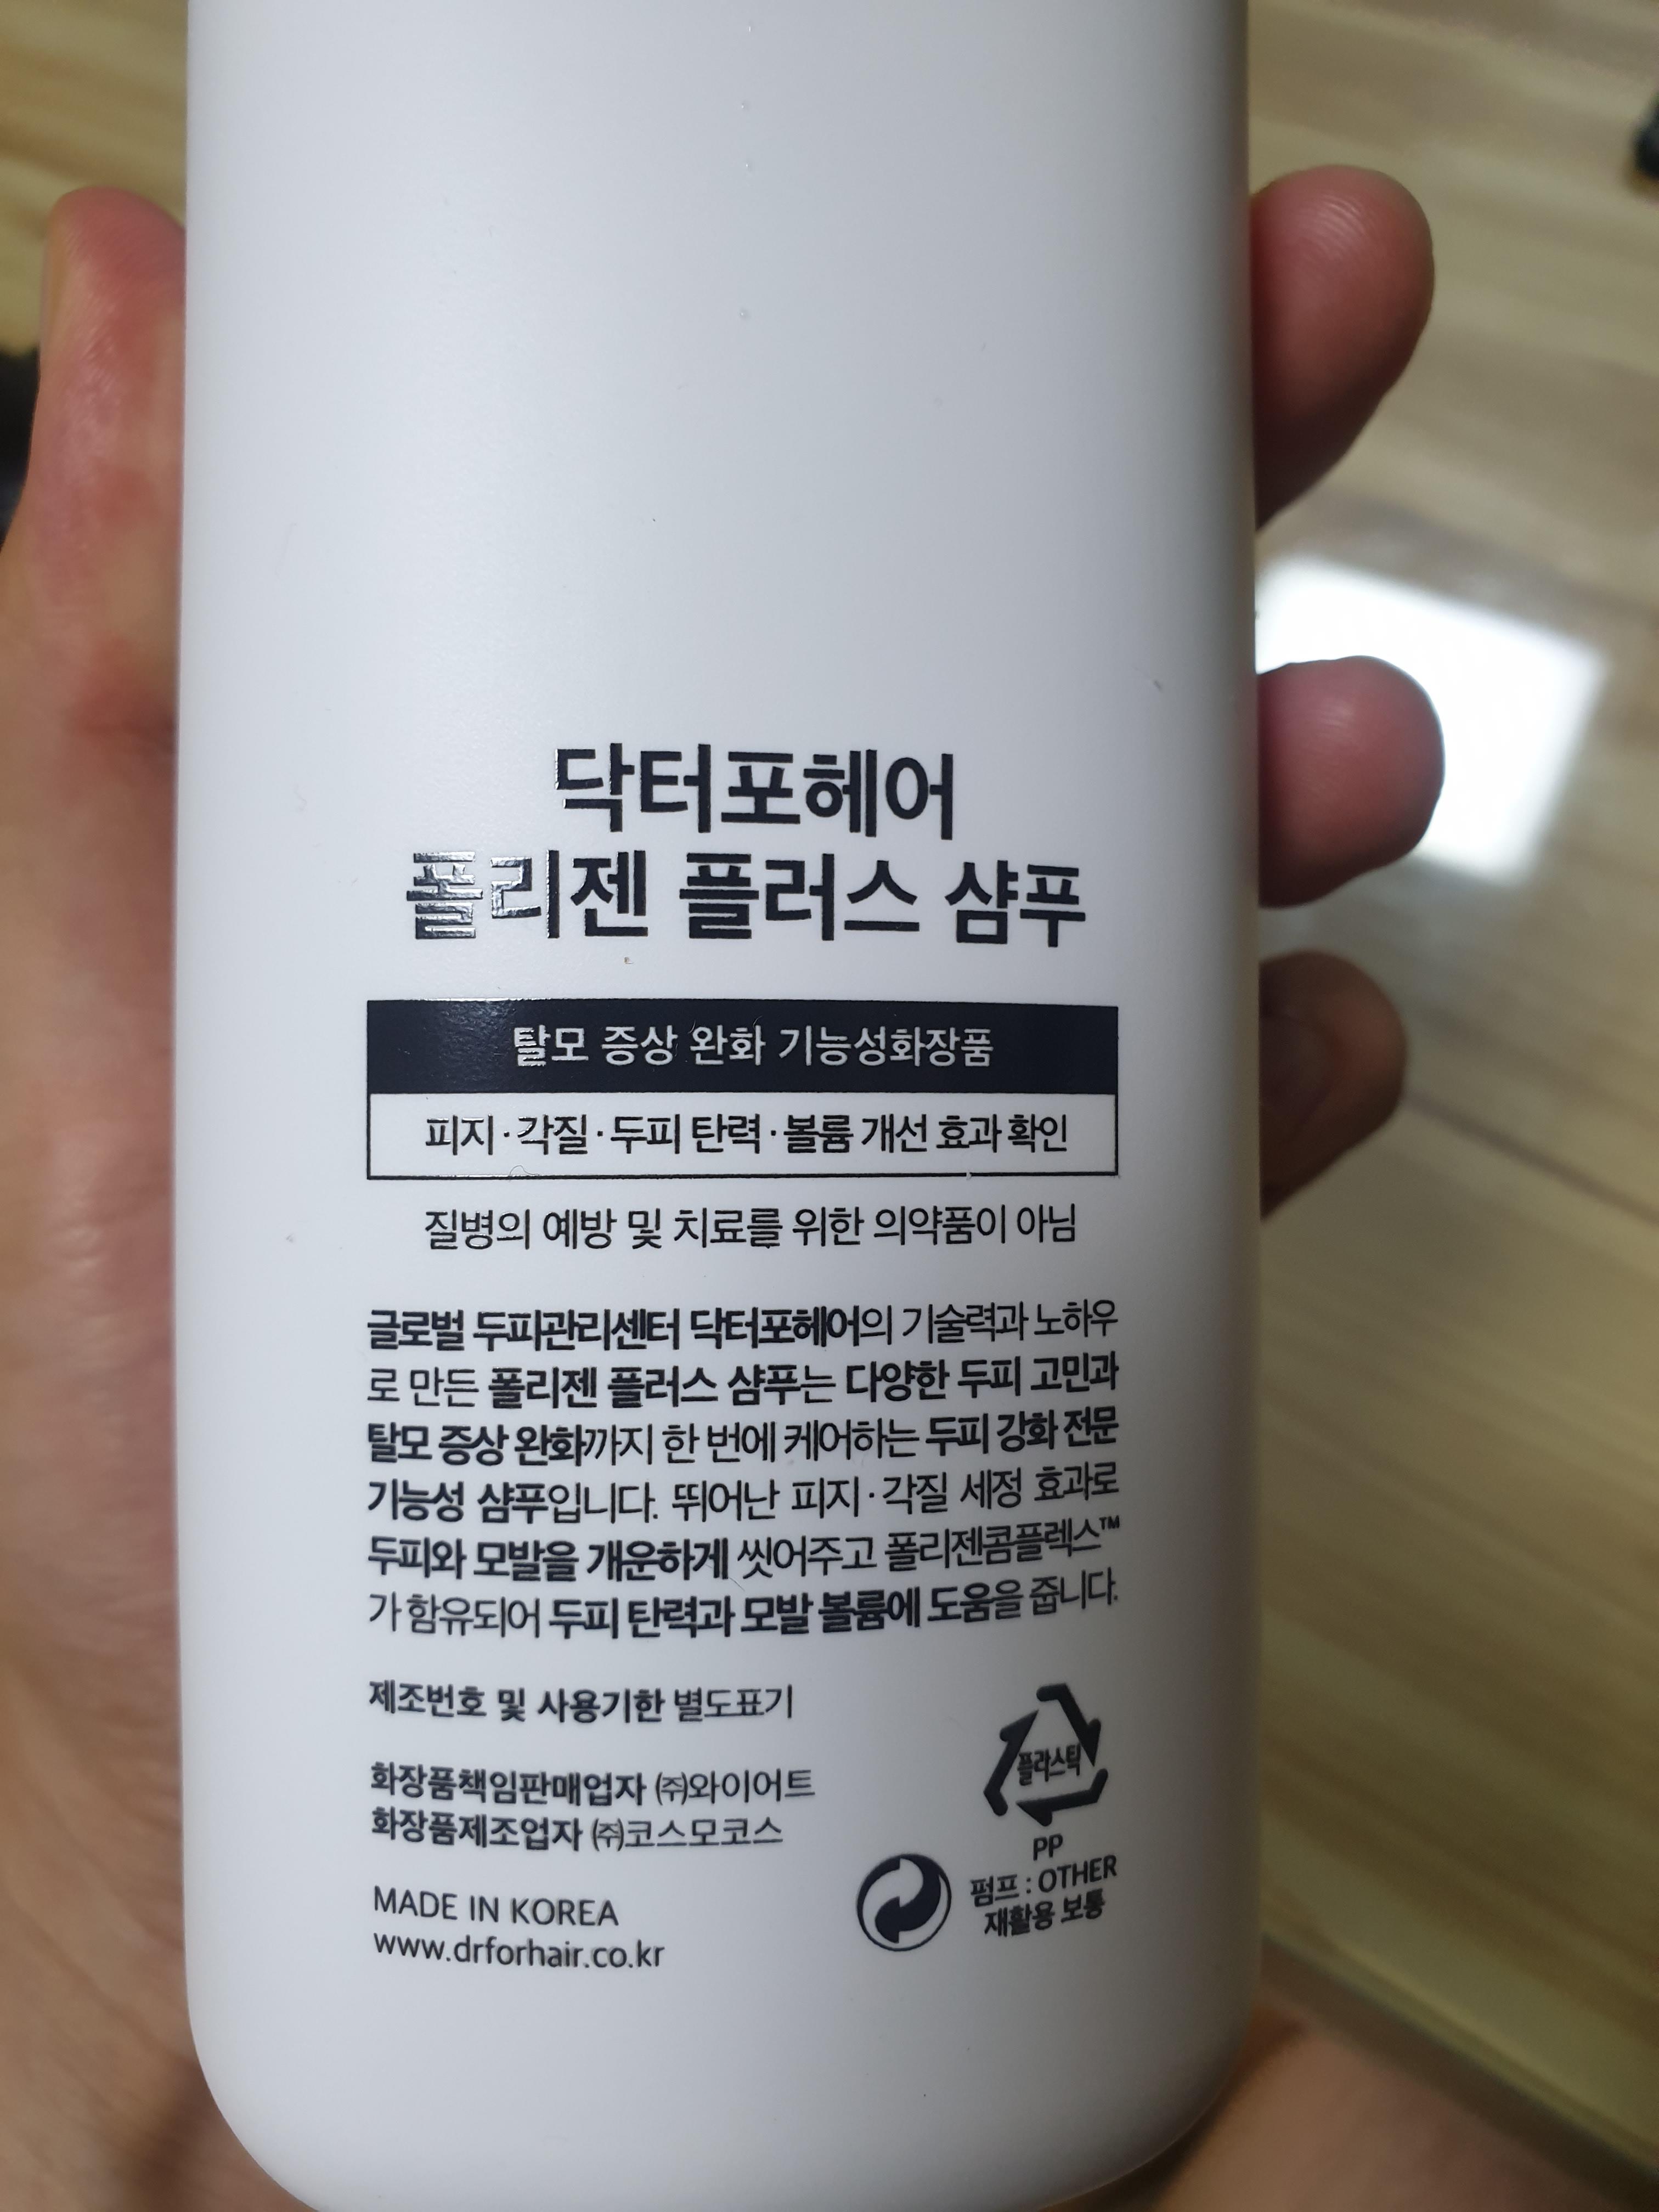 닥터포헤어
폴리젠 플러스 샴푸
탈모 증상 완화 기능성화장품
피지·각질·두피 탄력·볼륨 개선 효과 확인
질병의 예방 및 치료를 위한 의약품이 아님
글로벌 두피관리센터 닥터포헤어의 기술력과 노하우
로 만든 폴리젠 플러스 샴푸는 다양한 두피 고민과
탈모 증상 완화까지 한 번에 케어하는 두피 강화 전문
기능성 샴푸입니다. 뛰어난 피지·각질 세정 효과로
두피와 모발을 개운하게 씻어주고 폴리젠콤플렉스™
가 함유되어 두피 탄력과 모발 볼륨에 도움을 줍니다.
제조번호 및 사용기한 별도표기
화장품책임판매업자 ㈜와이어트
화장품제조업자 ㈜코스모코스
MADE IN KOREA
www.drforhair.co.kr
플라스틱
PP
펌프 : OTHER
재활용 보통